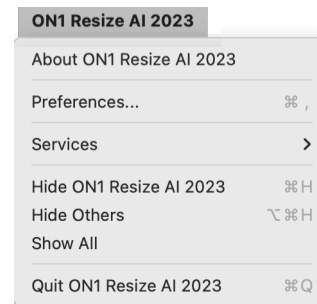 ON1 Resize AI 2023
About ON1 Resize AI 2023
Preferences... ⌘ ,
Services >
Hide ON1 Resize AI 2023 ⌘H
Hide Others ⌥⌘H
Show All
Quit ON1 Resize AI 2023 ⌘Q